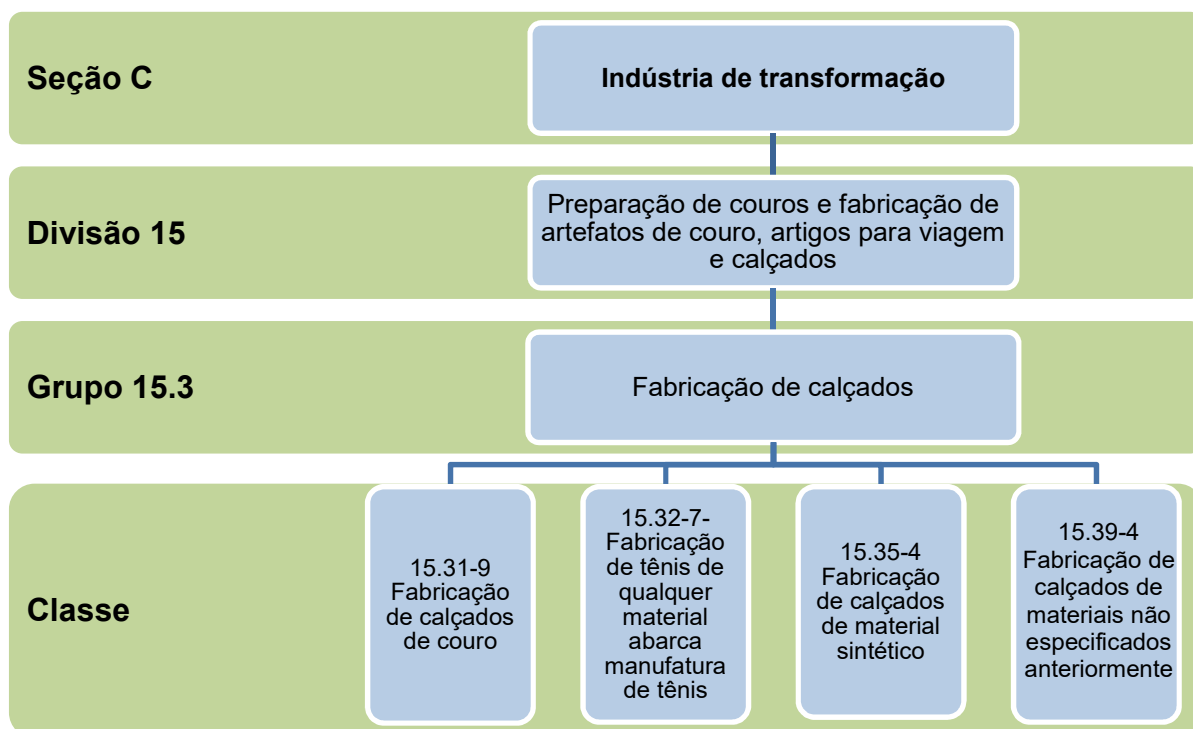 Seção C
Indústria de transformação
Divisão 15
Preparação de couros e fabricação de
artefatos de couro, artigos para viagem
e calçados
Grupo 15.3
Fabricação de calçados
Classe
15.31-9
Fabricação
de calçados
de couro
15.32-7-
Fabricação
de tênis de
qualquer
material
abarca
manufatura
de tênis
15.35-4
Fabricação
de calçados
de material
sintético
15.39-4
Fabricação de
calçados de
materiais não
especificados
anteriormente